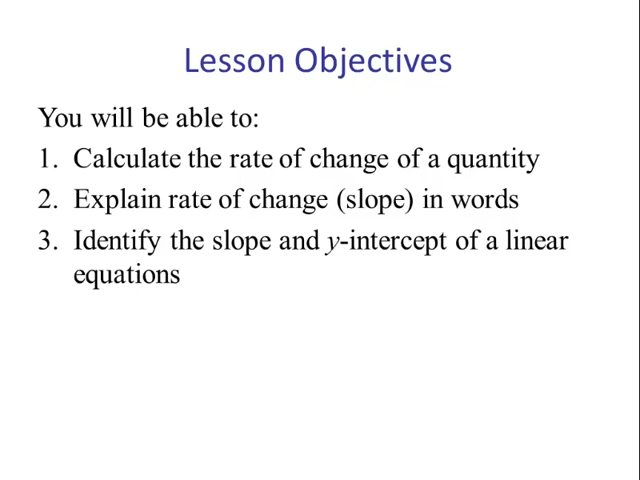 Lesson Objectives
You will be able to:
1. Calculate the rate of change of a quantity
2. Explain rate of change (slope) in words
3. Identify the slope and y-intercept of a linear
equations